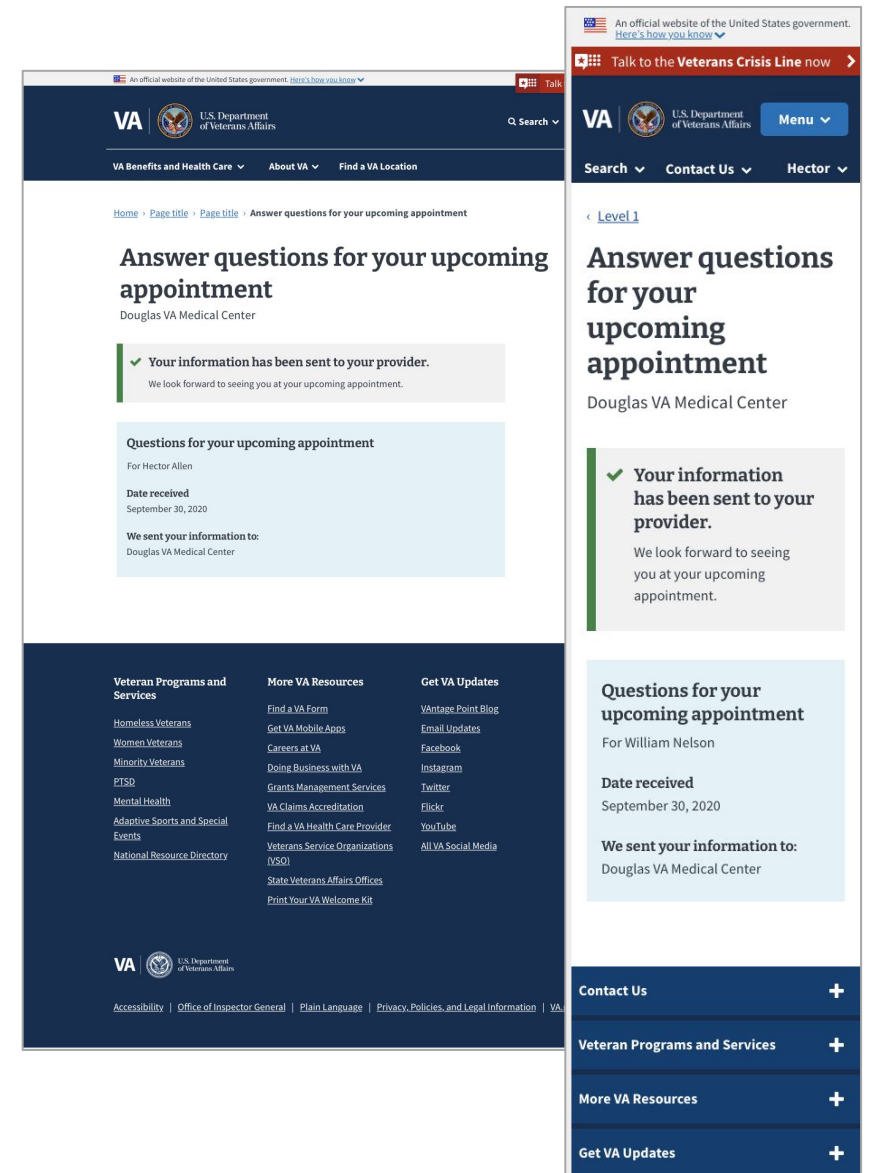 An official website of the United States government. Here's how you know
Talk
VA
U.S. Department
of Veterans Affairs
Search
VA Benefits and Health Care
About VA
Find a VA Location
Home › Page title › Page title › Answer questions for your upcoming appointment
Answer questions for your upcoming
appointment
Douglas VA Medical Center
Your information has been sent to your provider.
We look forward to seeing you at your upcoming appointment.
Questions for your upcoming appointment
For Hector Allen
Date received
September 30, 2020
We sent your information to:
Douglas VA Medical Center
Veteran Programs and
Services
Homeless Veterans
Women Veterans
Minority Veterans
PTSD
Mental Health
Adaptive Sports and Special
Events
National Resource Directory
More VA Resources
Find a VA Form
Get VA Mobile Apps
Careers at VA
Doing Business with VA
Grants Management Services
VA Claims Accreditation
Find a VA Health Care Provider
Veterans Service Organizations
(VSO)
State Veterans Affairs Offices
Print Your VA Welcome Kit
Get VA Updates
VAntage Point Blog
Email Updates
Facebook
Instagram
Twitter
Flickr
YouTube
All VA Social Media
VA
U.S. Department
of Veterans Affairs
Accessibility | Office of Inspector General | Plain Language | Privacy, Policies, and Legal Information | VA.
An official website of the United States government.
Here's how you know
Talk to the Veterans Crisis Line now
VA
U.S. Department
of Veterans Affairs
Menu
Search
Contact Us
Hector
‹ Level 1
Answer questions
for your
upcoming
appointment
Douglas VA Medical Center
Your information
has been sent to your
provider.
We look forward to seeing
you at your upcoming
appointment.
Questions for your
upcoming appointment
For William Nelson
Date received
September 30, 2020
We sent your information to:
Douglas VA Medical Center
Contact Us
Veteran Programs and Services
More VA Resources
Get VA Updates